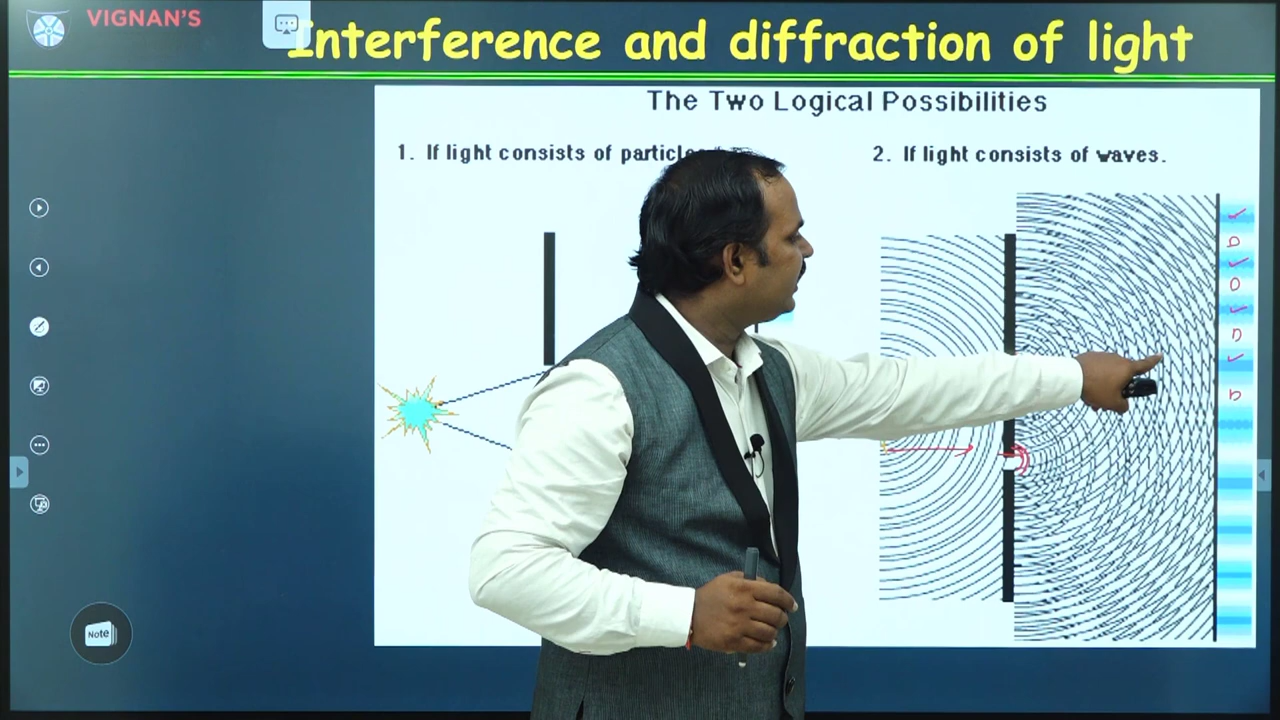 VIGNAN'S
Interference and diffraction of light
The Two Logical Possibilities
1. If light consists of
2. If light consists of waves.
Note